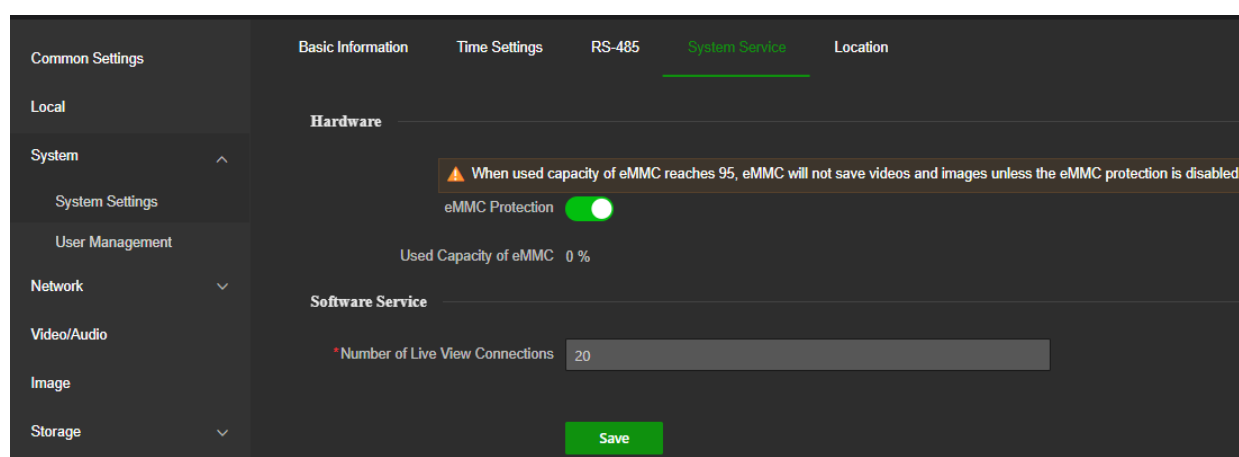 Common Settings
Local
System
System Settings
User Management
Network
Video/Audio
Image
Storage
Basic Information Time Settings RS-485 System Service Location
Hardware
When used capacity of eMMC reaches 95, eMMC will not save videos and images unless the eMMC protection is disabled
eMMC Protection
Used Capacity of eMMC 0 %
Software Service
*Number of Live View Connections 20
Save